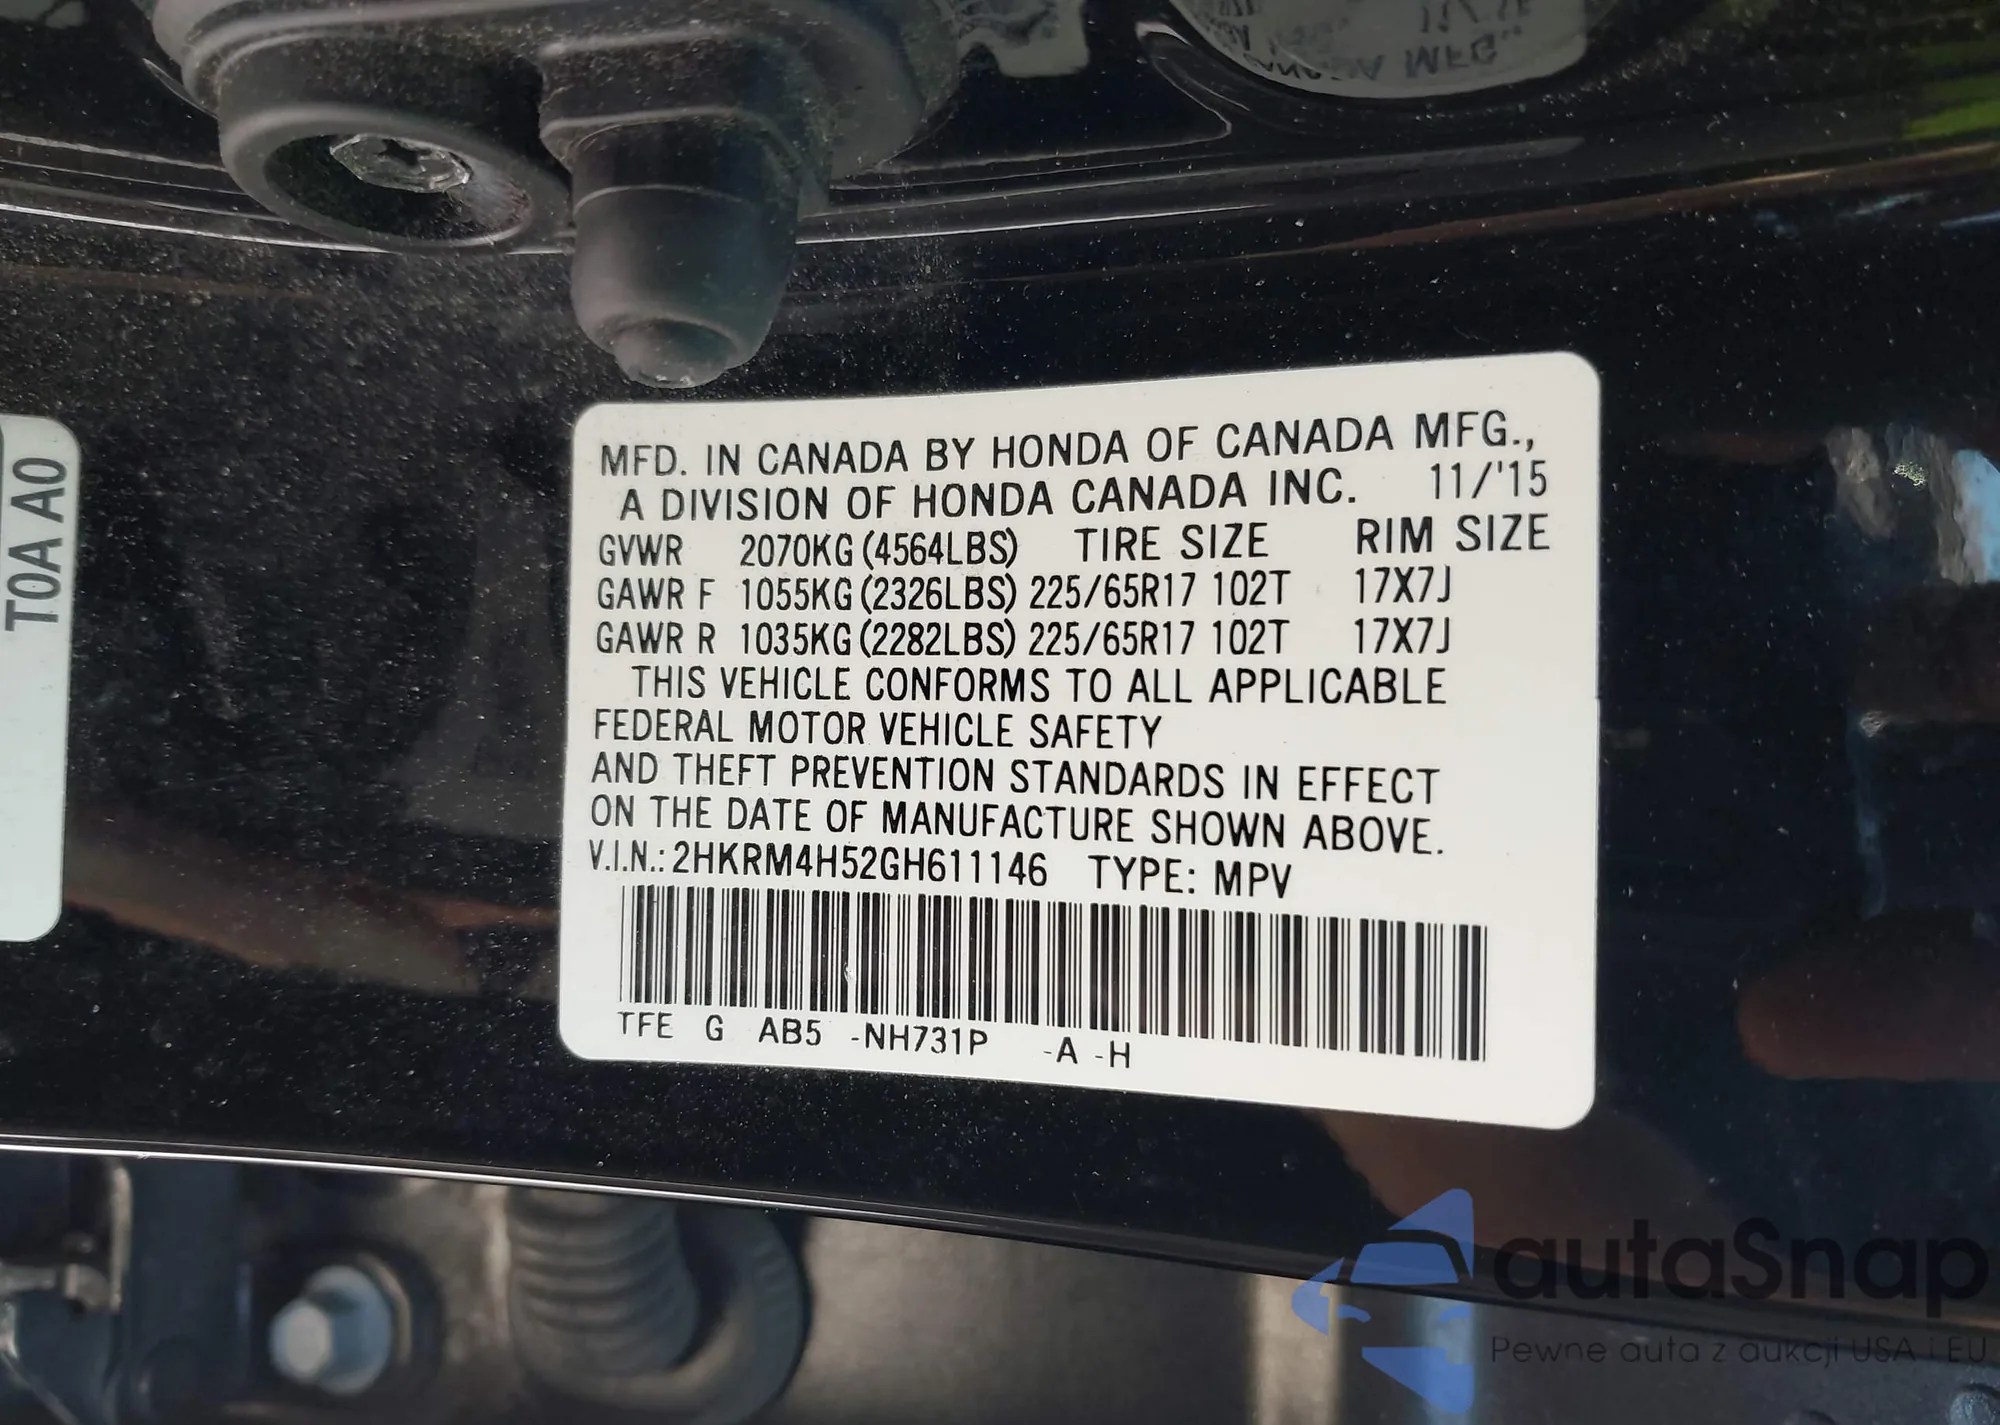 MFD. IN CANADA BY HONDA OF CANADA MFG.,
A DIVISION OF HONDA CANADA INC. 11/'15
GVWR 2070KG (4564LBS) TIRE SIZE RIM SIZE
GAWR F 1055KG (2326LBS) 225/65R17 102T 17X7J
GAWR R 1035KG (2282LBS) 225/65R17 102T 17X7J
THIS VEHICLE CONFORMS TO ALL APPLICABLE
FEDERAL MOTOR VEHICLE SAFETY
AND THEFT PREVENTION STANDARDS IN EFFECT
ON THE DATE OF MANUFACTURE SHOWN ABOVE.
V.I.N.: 2HKRM4H52GH611146 TYPE: MPV
TFE G AB5 -NH731P -A -H
T0A A0
autaSnap
Pewne auta z aukcji USA i EU